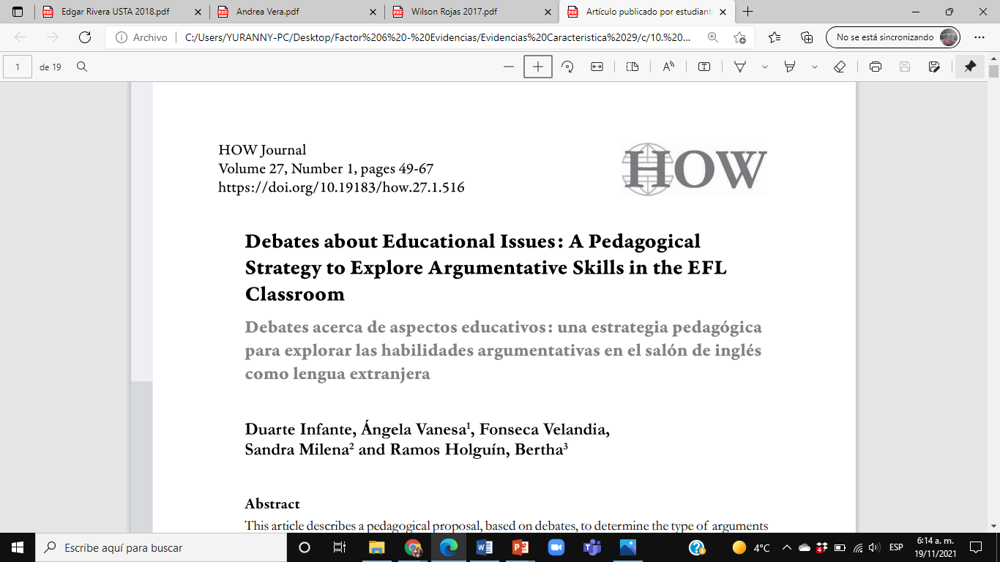 Edgar Rivera USTA 2018.pdf
Andrea Vera.pdf
Wilson Rojas 2017.pdf
Artículo publicado por estudiant
Archivo
C:/Users/YURANNY-PC/Desktop/Factor%206%20-%20Evidencias/Evidencias%20Caracteristica%2029/c/10.%20...
No se está sincronizando
1
de 19
HOW Journal
Volume 27, Number 1, pages 49-67
https://doi.org/10.19183/how.27.1.516
HOW
Debates about Educational Issues: A Pedagogical
Strategy to Explore Argumentative Skills in the EFL
Classroom
Debates acerca de aspectos educativos: una estrategia pedagógica
para explorar las habilidades argumentativas en el salón de inglés
como lengua extranjera
Duarte Infante, Ángela Vanesa1, Fonseca Velandia,
Sandra Milena2 and Ramos Holguín, Bertha3
Abstract
This article describes a pedagogical proposal, based on debates, to determine the type of arguments
Escribe aquí para buscar
4°C
ESP
6:14 a. m.
19/11/2021